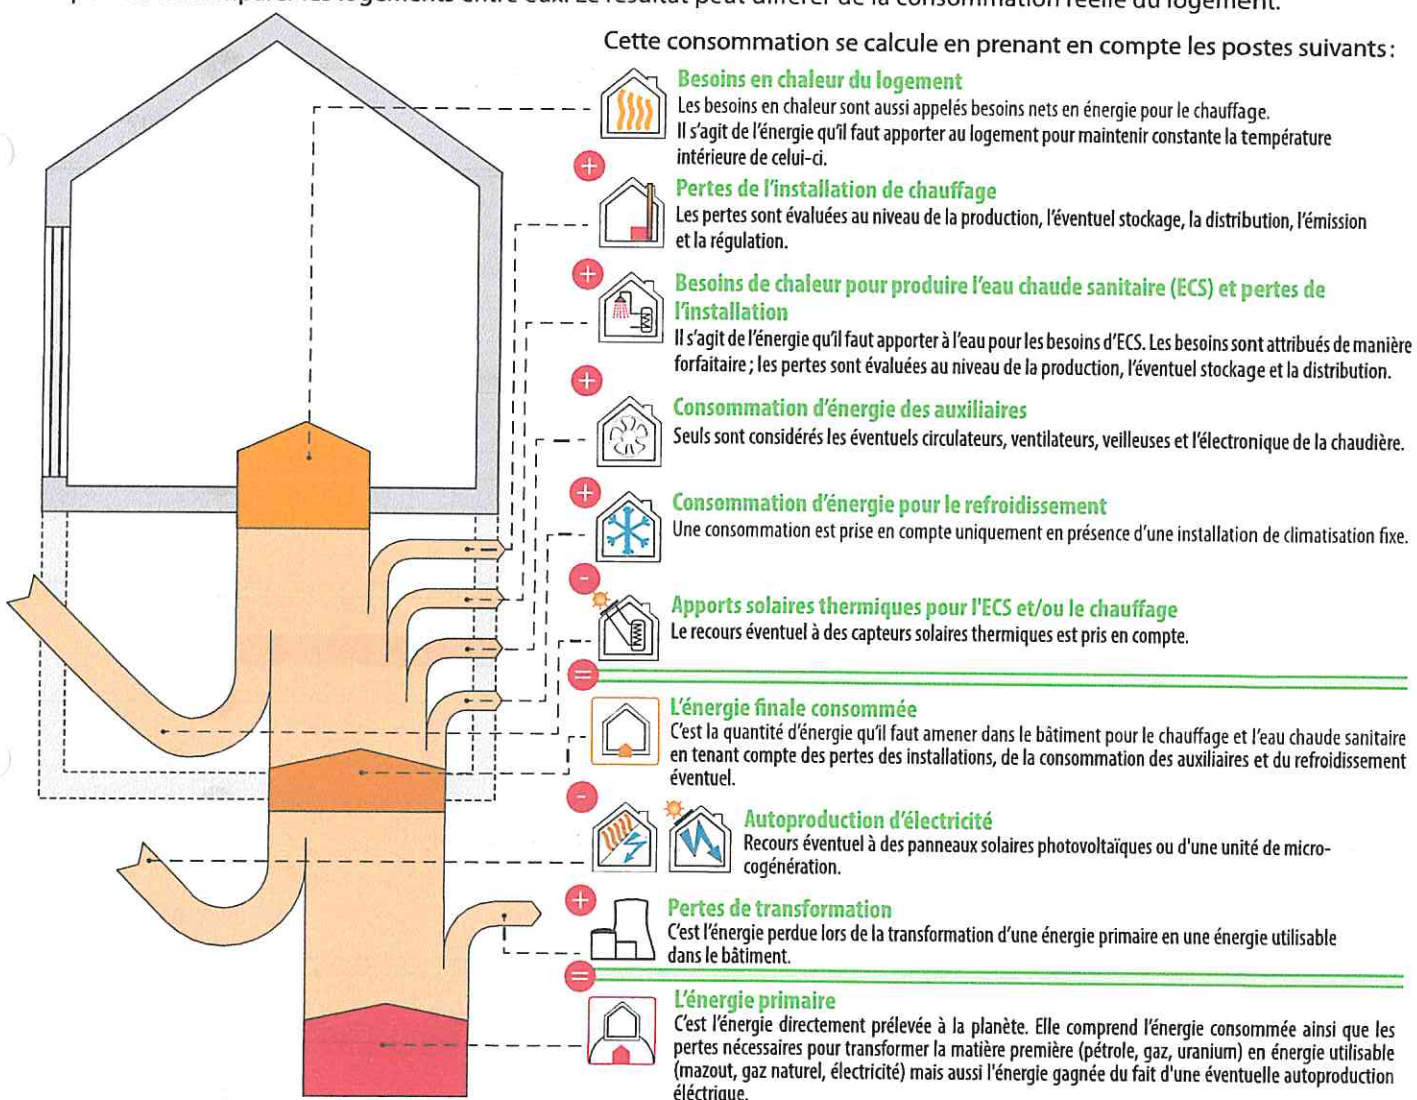 Cette consommation se calcule en prenant en compte les postes suivants :
Besoins en chaleur du logement
Les besoins en chaleur sont aussi appelés besoins nets en énergie pour le chauffage.
Il s'agit de l'énergie qu'il faut apporter au logement pour maintenir constante la température
intérieure de celui-ci.
+
Pertes de l'installation de chauffage
Les pertes sont évaluées au niveau de la production, l'éventuel stockage, la distribution, l'émission
et la régulation.
+
Besoins de chaleur pour produire l'eau chaude sanitaire (ECS) et pertes de
l'installation
Il s'agit de l'énergie qu'il faut apporter à l'eau pour les besoins d'ECS. Les besoins sont attribués de manière
forfaitaire ; les pertes sont évaluées au niveau de la production, l'éventuel stockage et la distribution.
+
Consommation d'énergie des auxiliaires
Seuls sont considérés les éventuels circulateurs, ventilateurs, veilleuses et l'électronique de la chaudière.
+
Consommation d'énergie pour le refroidissement
Une consommation est prise en compte uniquement en présence d'une installation de climatisation fixe.
-
Apports solaires thermiques pour l'ECS et/ou le chauffage
Le recours éventuel à des capteurs solaires thermiques est pris en compte.
=
L'énergie finale consommée
C'est la quantité d'énergie qu'il faut amener dans le bâtiment pour le chauffage et l'eau chaude sanitaire
en tenant compte des pertes des installations, de la consommation des auxiliaires et du refroidissement
éventuel.
-
Autoproduction d'électricité
Recours éventuel à des panneaux solaires photovoltaïques ou d'une unité de micro-
cogénération.
+
Pertes de transformation
C'est l'énergie perdue lors de la transformation d'une énergie primaire en une énergie utilisable
dans le bâtiment.
=
L'énergie primaire
C'est l'énergie directement prélevée à la planète. Elle comprend l'énergie consommée ainsi que les
pertes nécessaires pour transformer la matière première (pétrole, gaz, uranium) en énergie utilisable
(mazout, gaz naturel, électricité) mais aussi l'énergie gagnée du fait d'une éventuelle autoproduction
éléctrique.